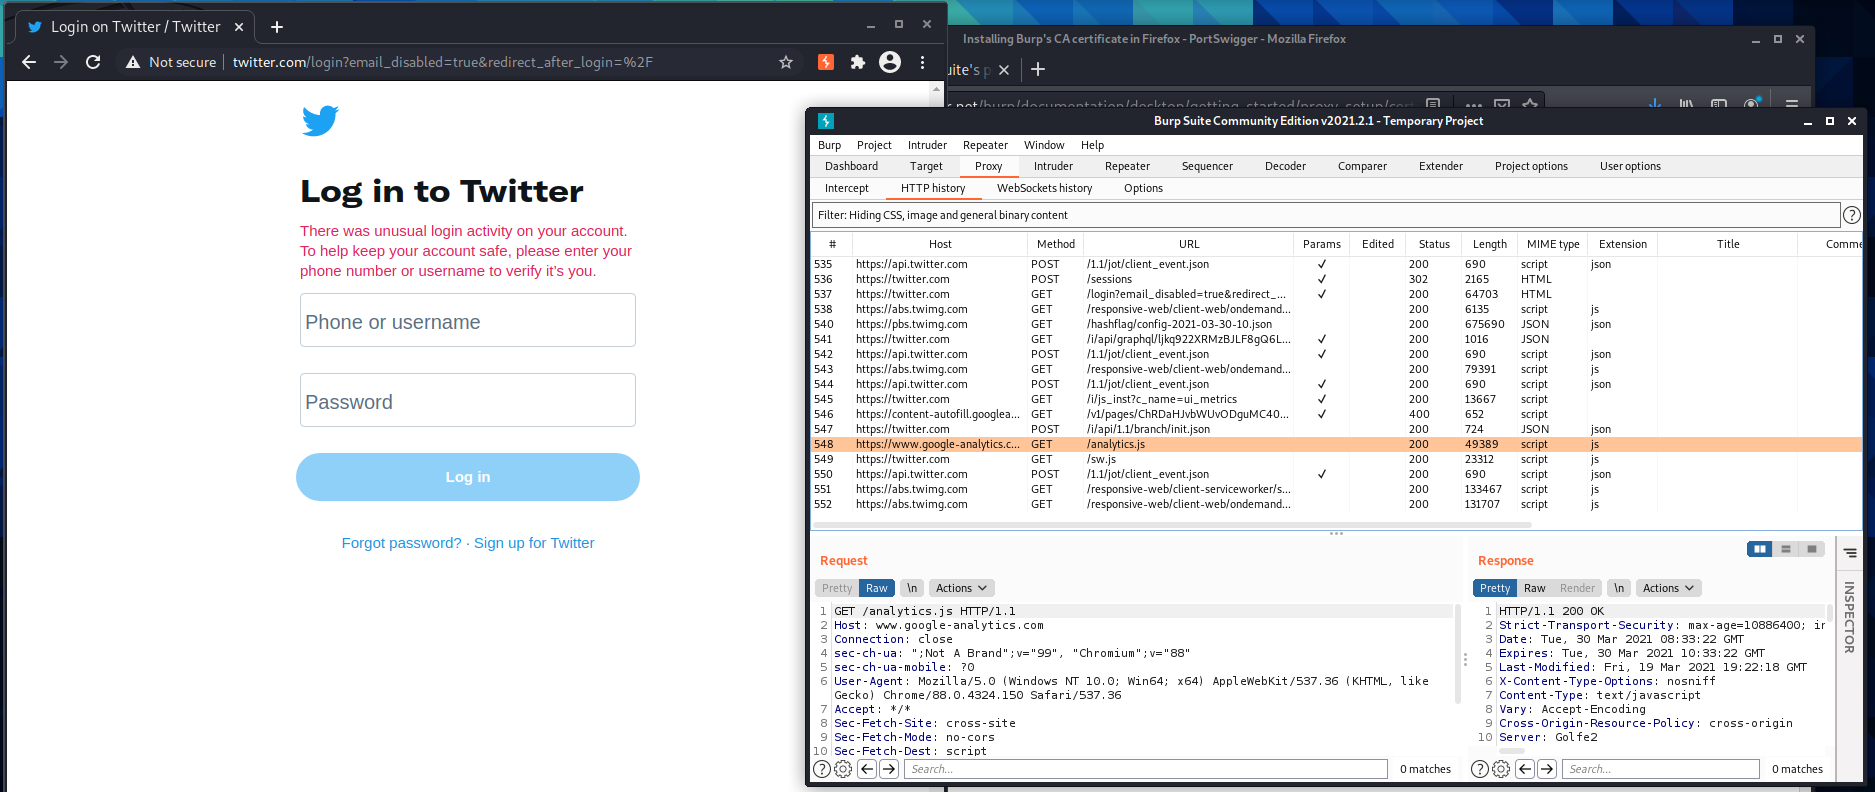 Login on Twitter / Twitter
Not secure
twitter.com/login?email_disabled=true&redirect_after_login=%2F
Log in to Twitter
There was unusual login activity on your account.
To help keep your account safe, please enter your
phone number or username to verify it's you.
Phone or username
Password
Log in
Forgot password? · Sign up for Twitter
Installing Burp's CA certificate in Firefox - PortSwigger - Mozilla Firefox
uite's p
Burp Suite Community Edition v2021.2.1 - Temporary Project
Burp Project Intruder Repeater Window Help
Dashboard Target Proxy Intruder Repeater Sequencer Decoder Comparer Extender Project options User options
Intercept HTTP history WebSockets history Options
Filter: Hiding CSS, image and general binary content
# Host Method URL Params Edited Status Length MIME type Extension Title Comme
535 https://api.twitter.com POST /1.1/jot/client_event.json ✓ 200 690 script json
536 https://twitter.com POST /sessions ✓ 302 2165 HTML
537 https://twitter.com GET /login?email_disabled=true&redirect_... ✓ 200 64703 HTML
538 https://abs.twimg.com GET /responsive-web/client-web/ondemand... 200 6135 script js
540 https://pbs.twimg.com GET /hashflag/config-2021-03-30-10.json 200 675690 JSON json
541 https://twitter.com GET /i/api/graphql/ljkq922XRMzBJLF8gQ6L... ✓ 200 1016 JSON
542 https://api.twitter.com POST /1.1/jot/client_event.json ✓ 200 690 script json
543 https://abs.twimg.com GET /responsive-web/client-web/ondemand... 200 79391 script js
544 https://api.twitter.com POST /1.1/jot/client_event.json ✓ 200 690 script json
545 https://twitter.com GET /i/js_inst?c_name=ui_metrics ✓ 200 13667 script
546 https://content-autofill.googlea... GET /v1/pages/ChRDaHJvbWUvODguMC40... ✓ 400 652 script
547 https://twitter.com POST /i/api/1.1/branch/init.json 200 724 JSON json
548 https://www.google-analytics.c... GET /analytics.js 200 49389 script js
549 https://twitter.com GET /sw.js 200 23312 script js
550 https://api.twitter.com POST /1.1/jot/client_event.json ✓ 200 690 script json
551 https://abs.twimg.com GET /responsive-web/client-serviceworker/s... 200 133467 script js
552 https://abs.twimg.com GET /responsive-web/client-web/ondemand... 200 131707 script js
Request
Pretty Raw \n Actions
1 GET /analytics.js HTTP/1.1
2 Host: www.google-analytics.com
3 Connection: close
4 sec-ch-ua: ";Not A Brand";v="99", "Chromium";v="88"
5 sec-ch-ua-mobile: ?0
6 User-Agent: Mozilla/5.0 (Windows NT 10.0; Win64; x64) AppleWebKit/537.36 (KHTML, like
Gecko) Chrome/88.0.4324.150 Safari/537.36
7 Accept: */*
8 Sec-Fetch-Site: cross-site
9 Sec-Fetch-Mode: no-cors
10 Sec-Fetch-Dest: script
Search...
0 matches
Response
Pretty Raw Render \n Actions
1 HTTP/1.1 200 OK
2 Strict-Transport-Security: max-age=10886400; in
3 Date: Tue, 30 Mar 2021 08:33:22 GMT
4 Expires: Tue, 30 Mar 2021 10:33:22 GMT
5 Last-Modified: Fri, 19 Mar 2021 19:22:18 GMT
6 X-Content-Type-Options: nosniff
7 Content-Type: text/javascript
8 Vary: Accept-Encoding
9 Cross-Origin-Resource-Policy: cross-origin
10 Server: Golfe2
Search...
0 matches
INSPECTOR